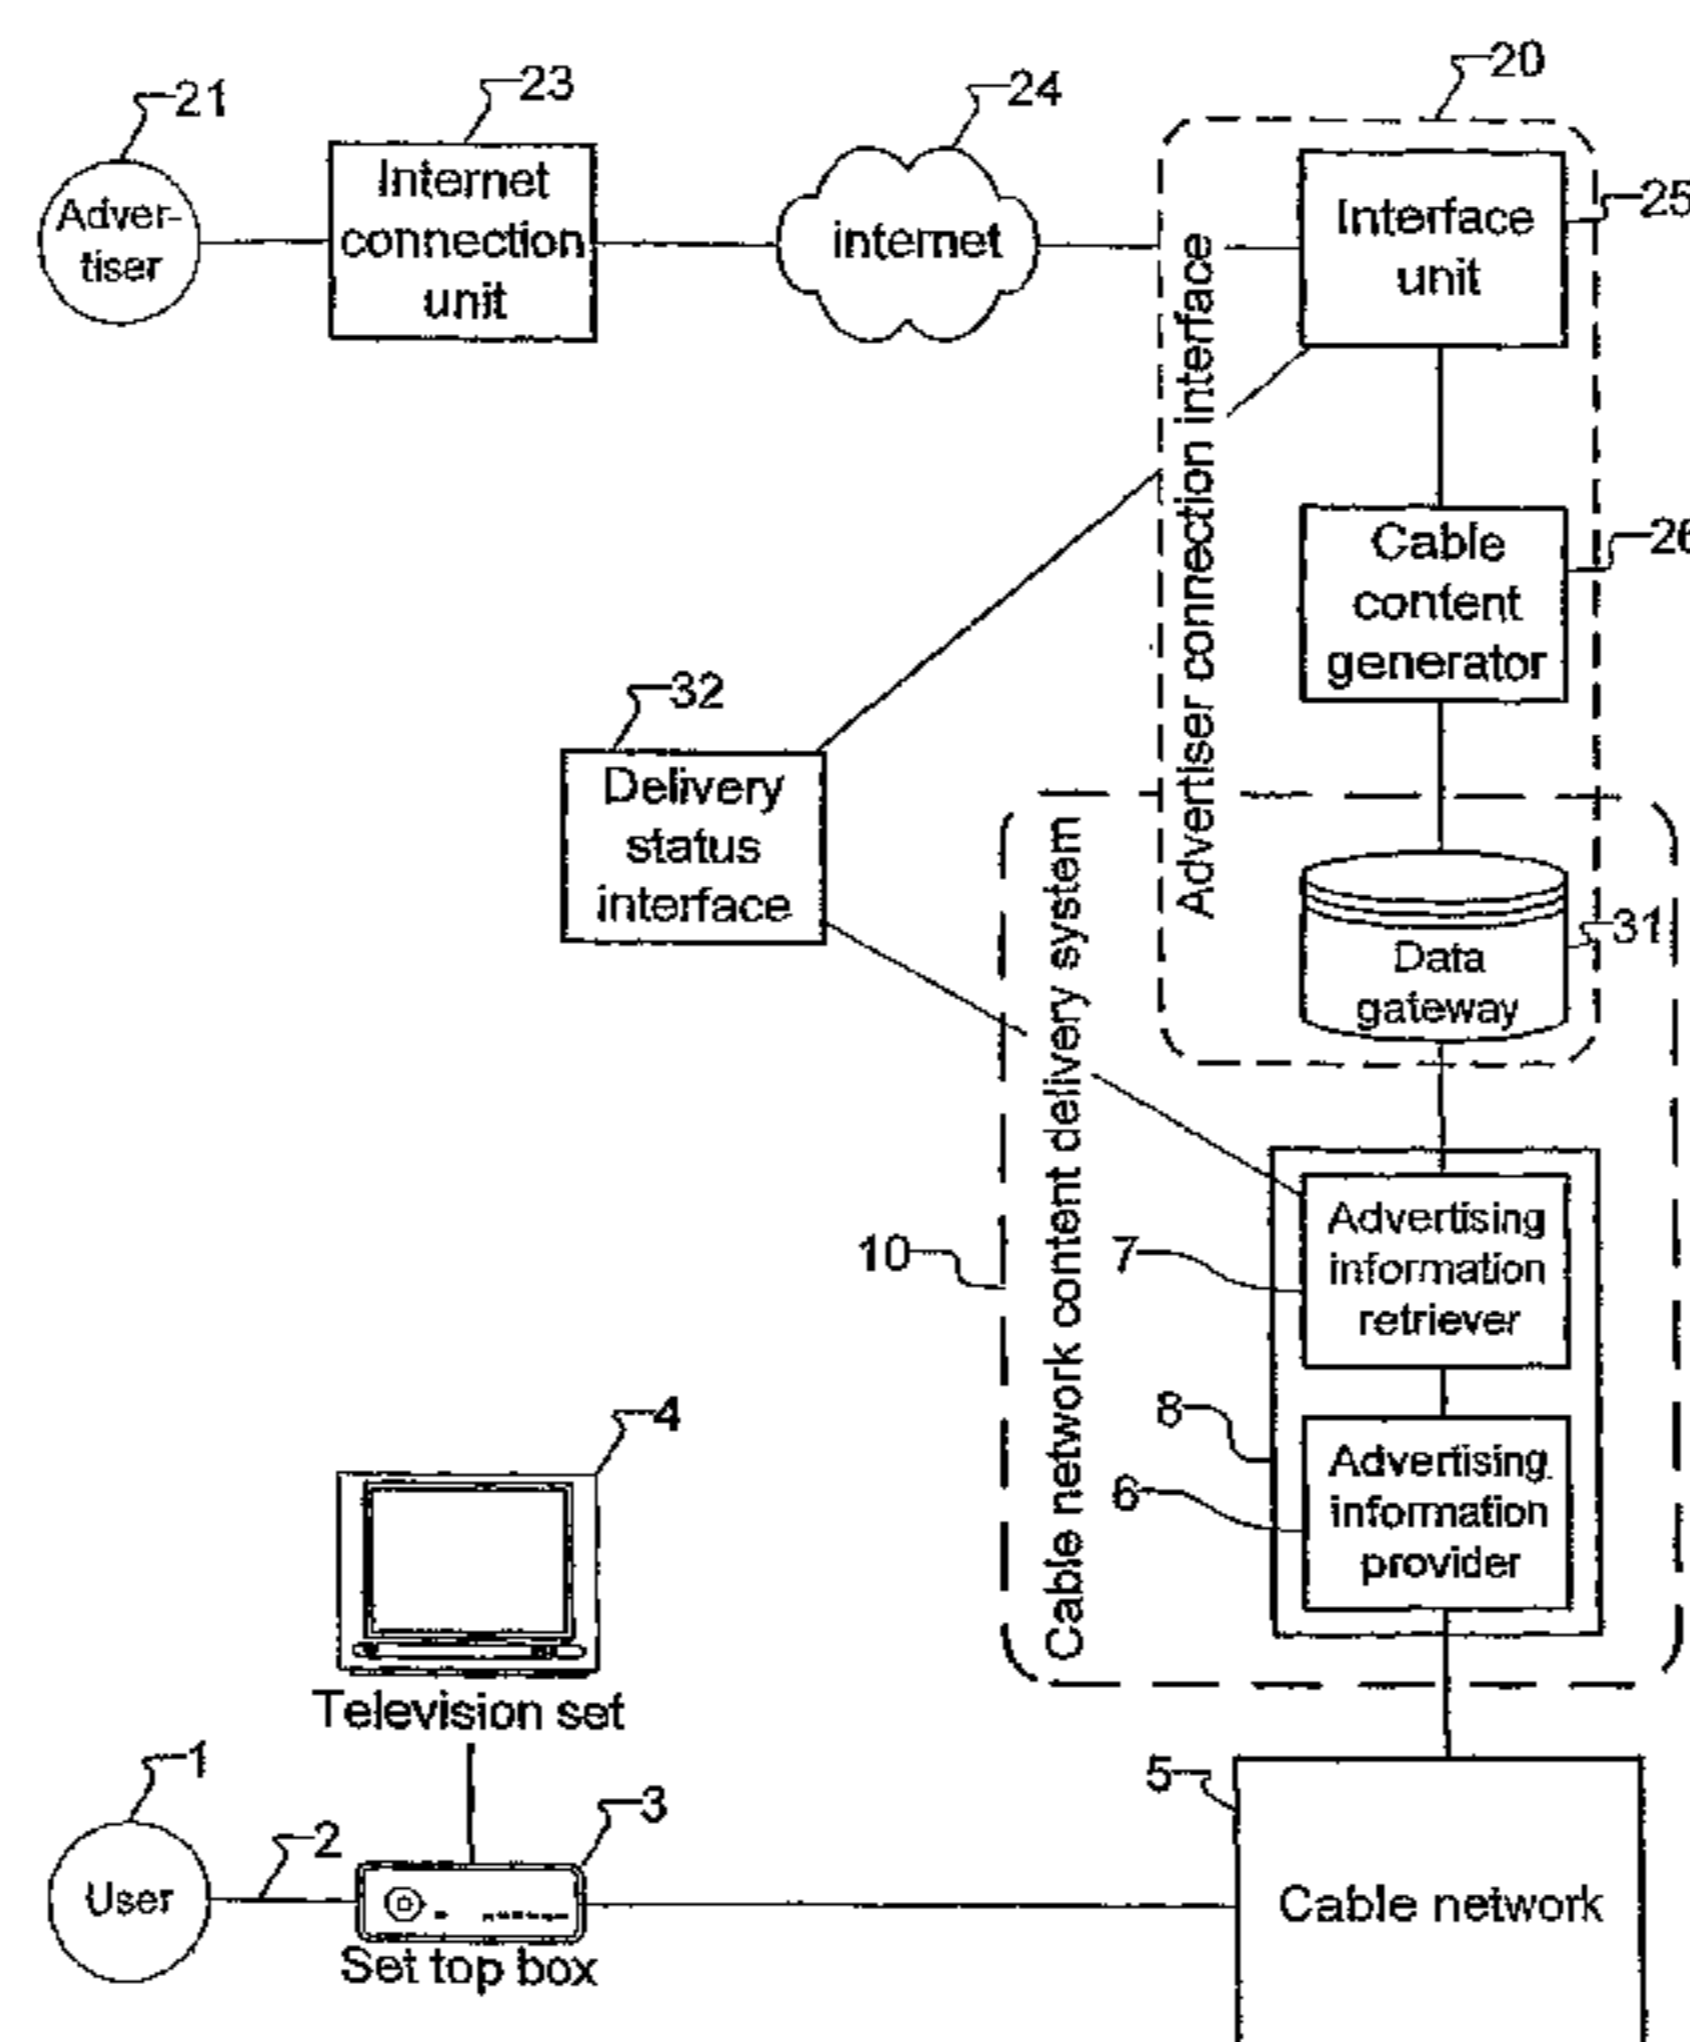 21
23
24
20
Adver-
tiser
Internet
connection
unit
internet
Interface
unit
25
Advertiser connection interface
Cable
content
generator
26
32
Delivery
status
interface
Cable network content delivery system
Data
gateway
31
10
7
Advertising
information
retriever
8
6
Advertising
information
provider
4
Television set
1
2
3
User
Set top box
5
Cable network